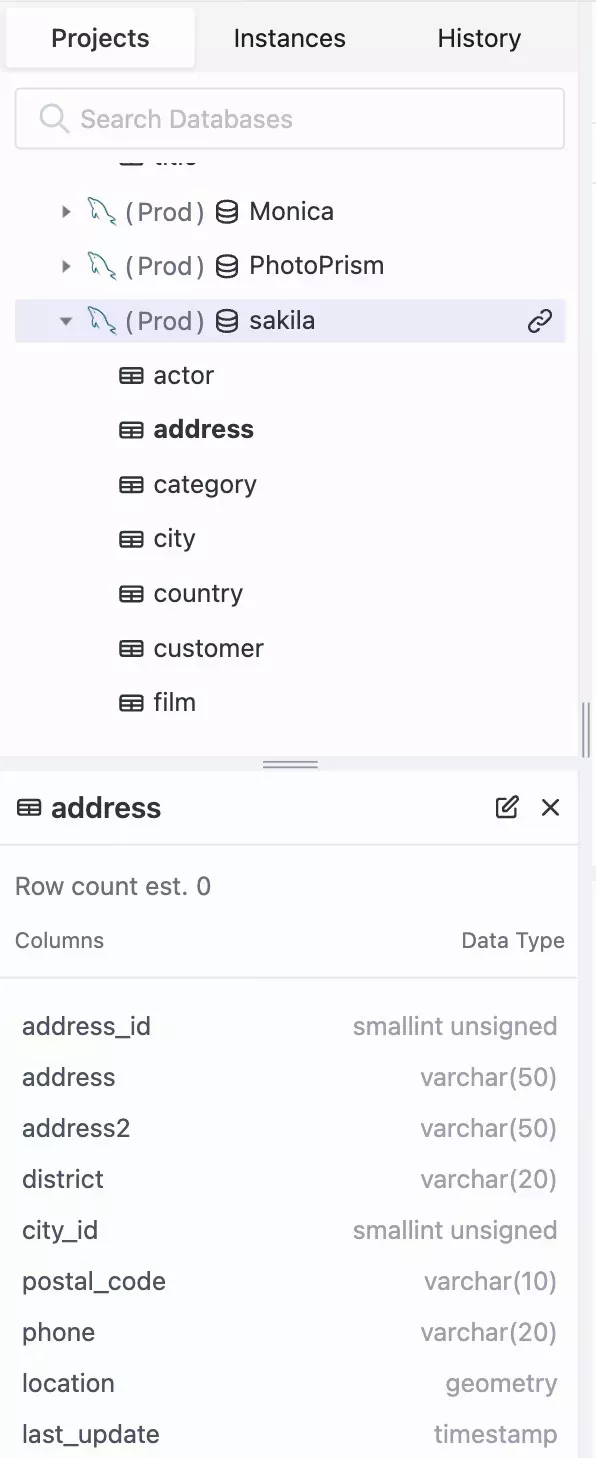 Projects Instances History
Search Databases
(Prod) Monica
(Prod) PhotoPrism
(Prod) sakila
actor
address
category
city
country
customer
film
address
Row count est. 0
Columns Data Type
address_id smallint unsigned
address varchar(50)
address2 varchar(50)
district varchar(20)
city_id smallint unsigned
postal_code varchar(10)
phone varchar(20)
location geometry
last_update timestamp